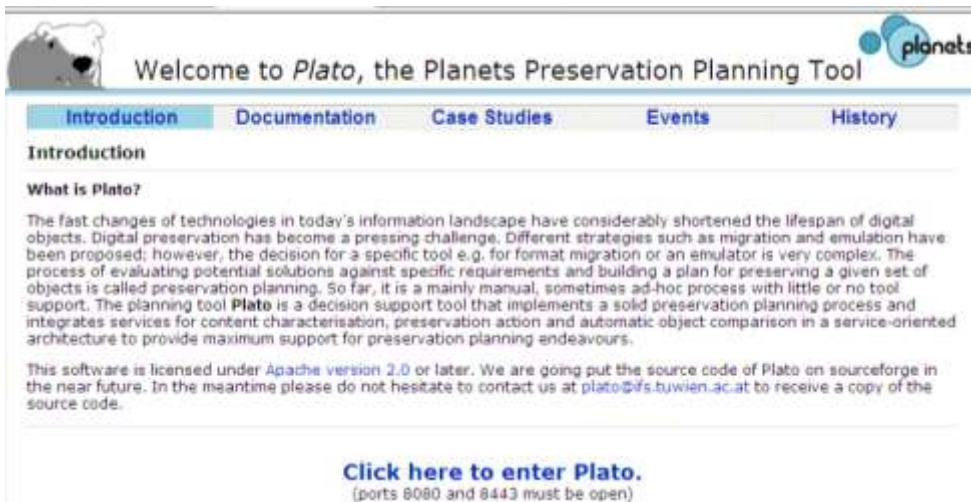 planets
Welcome to Plato, the Planets Preservation Planning Tool
Introduction Documentation Case Studies Events History
Introduction
What is Plato?
The fast changes of technologies in today's information landscape have considerably shortened the lifespan of digital
objects. Digital preservation has become a pressing challenge. Different strategies such as migration and emulation have
been proposed; however, the decision for a specific tool e.g. for format migration or an emulator is very complex. The
process of evaluating potential solutions against specific requirements and building a plan for preserving a given set of
objects is called preservation planning. So far, it is a mainly manual, sometimes ad-hoc process with little or no tool
support. The planning tool Plato is a decision support tool that implements a solid preservation planning process and
integrates services for content characterisation, preservation action and automatic object comparison in a service-oriented
architecture to provide maximum support for preservation planning endeavours.
This software is licensed under Apache version 2.0 or later. We are going put the source code of Plato on sourceforge in
the near future. In the meantime please do not hesitate to contact us at plato@ifs.tuwien.ac.at to receive a copy of the
source code.
Click here to enter Plato.
(ports 8080 and 8443 must be open)